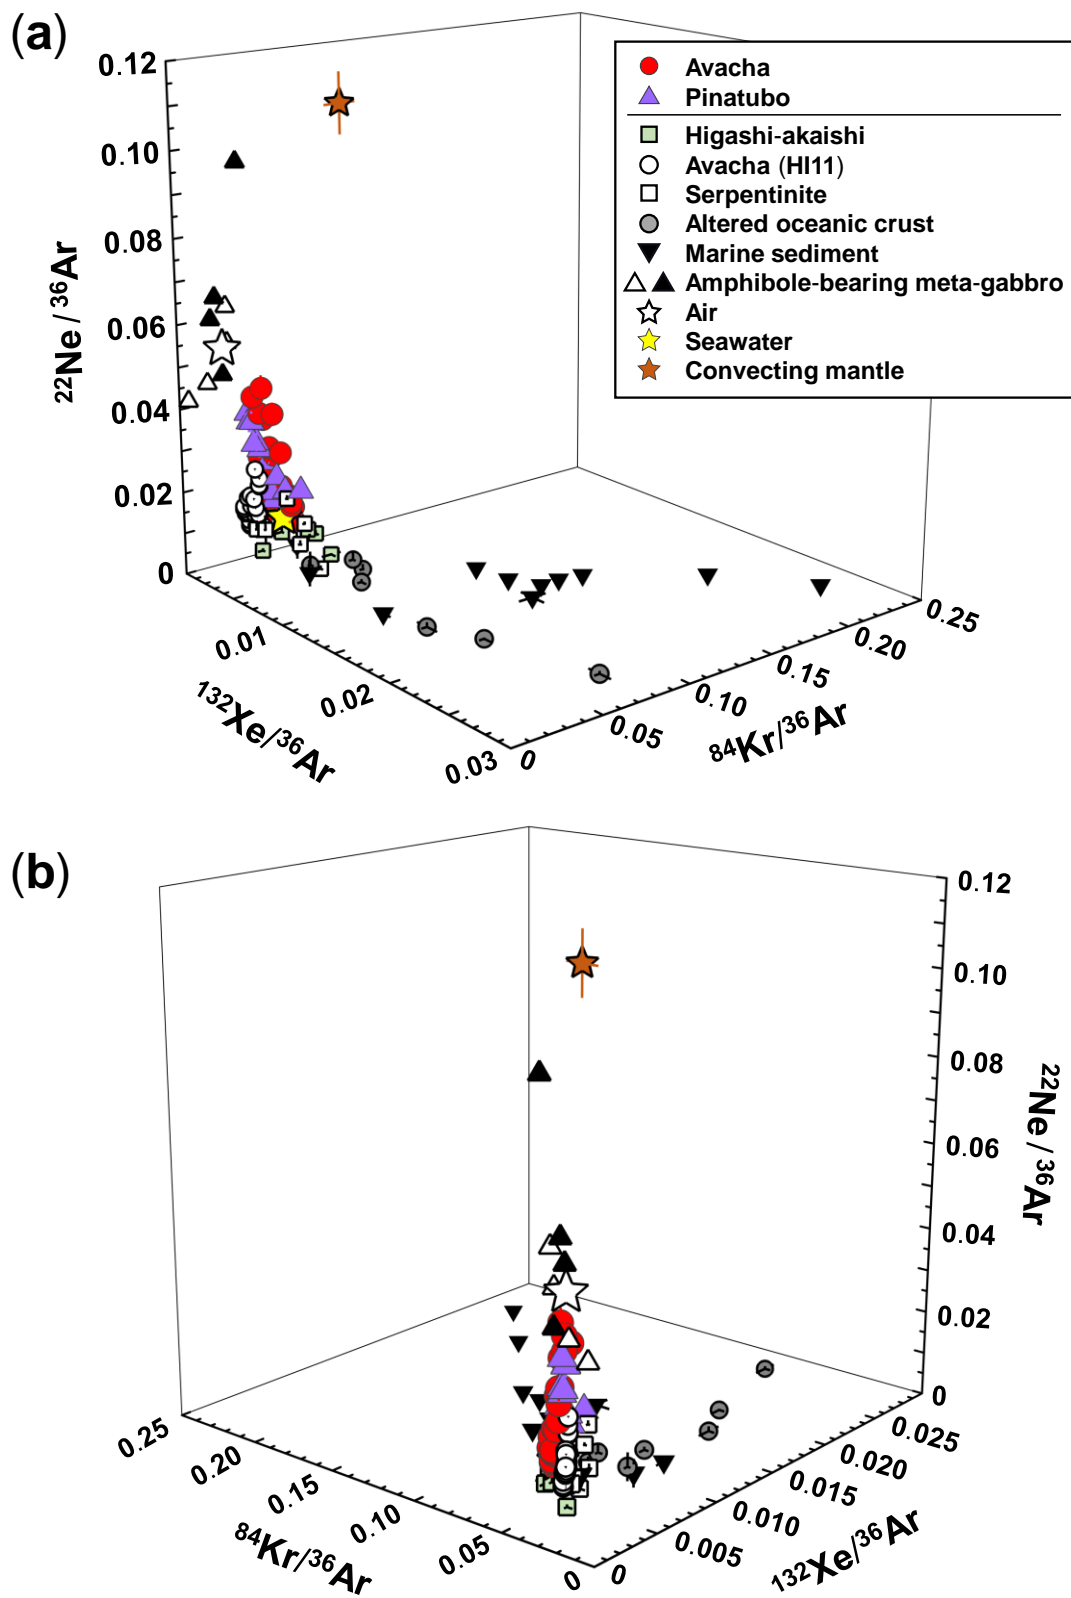 (a)
0.12
0.10
0.08
0.06
0.04
0.02
0
22Ne / 36Ar
Avacha
Pinatubo
Higashi-akaishi
Avacha (HI11)
Serpentinite
Altered oceanic crust
Marine sediment
Amphibole-bearing meta-gabbro
Air
Seawater
Convecting mantle
0.01
0.02
0.03
132Xe/36Ar
0
0.05
0.10
0.15
0.20
0.25
84Kr/36Ar
(b)
0.12
0.10
0.08
0.06
0.04
0.02
0
22Ne / 36Ar
0.25
0.20
0.15
0.10
0.05
0
84Kr/36Ar
0
0.005
0.010
0.015
0.020
0.025
132Xe/36Ar